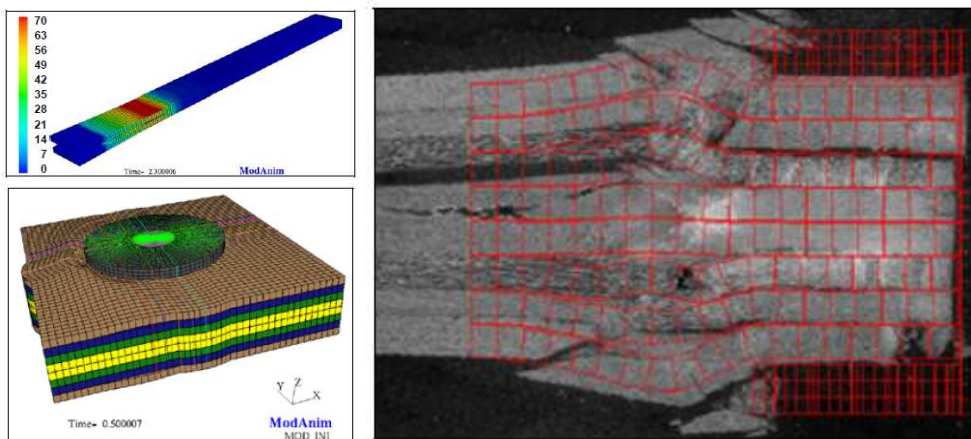 70
63
56
49
42
35
28
21
14
7
0
Time= 2.300006
ModAnim
Y Z X
Time= 0.500007
ModAnim
MOD_INI